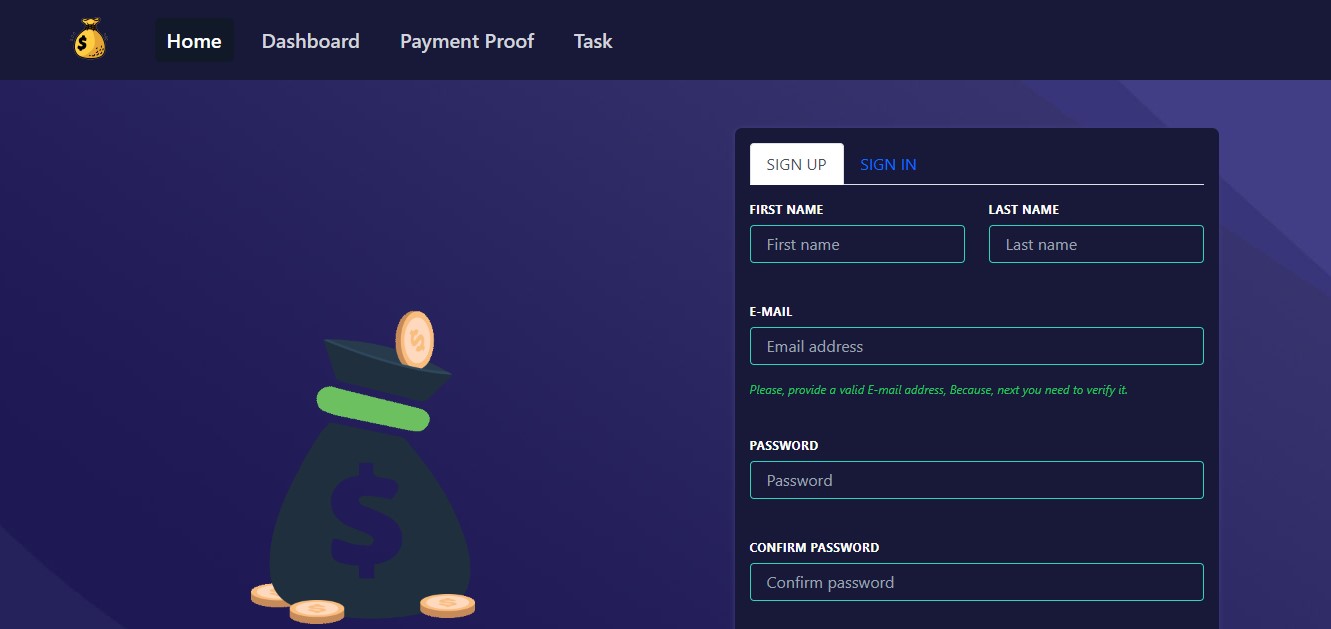 Home Dashboard Payment Proof Task
SIGN UP SIGN IN
FIRST NAME LAST NAME
First name Last name
E-MAIL
Email address
Please, provide a valid E-mail address, Because, next you need to verify it.
PASSWORD
Password
CONFIRM PASSWORD
Confirm password
$